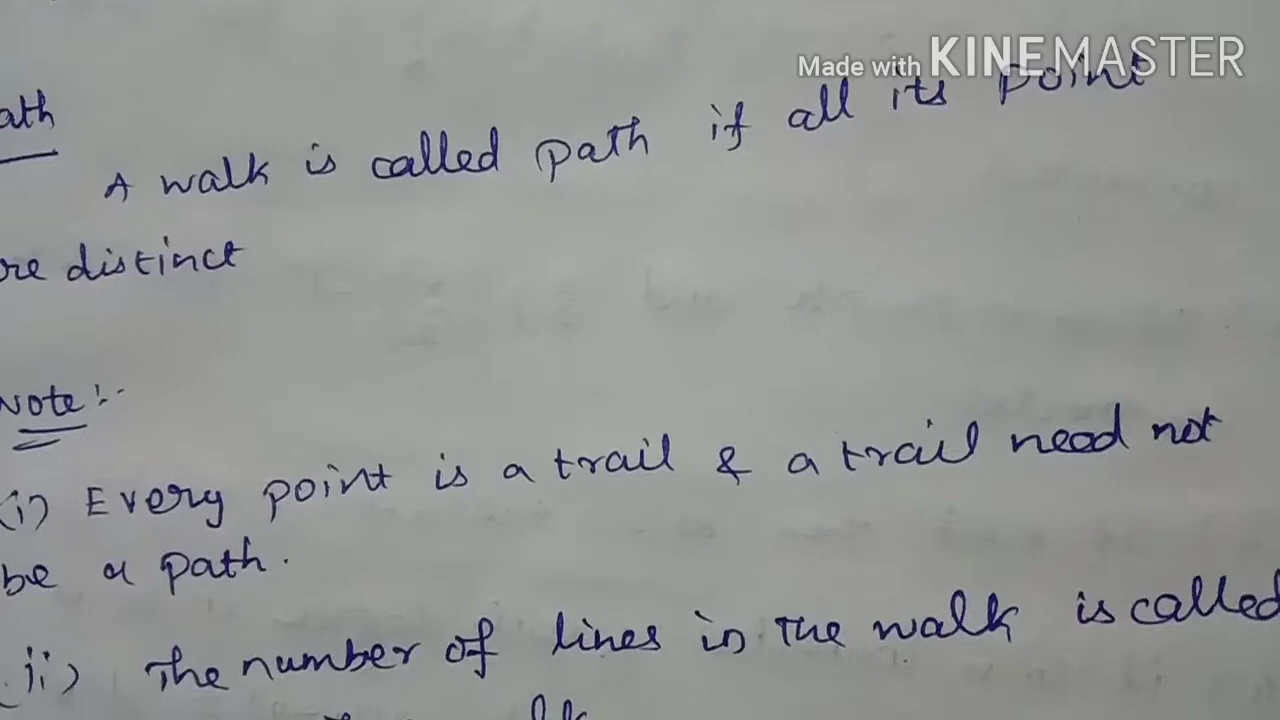 Made with KINEMASTER
ath
A walk is called path if all its point
re distinct
Note:-
(i) Every point is a trail & a trail need not
be a path.
(ii) The number of lines in the walk is called